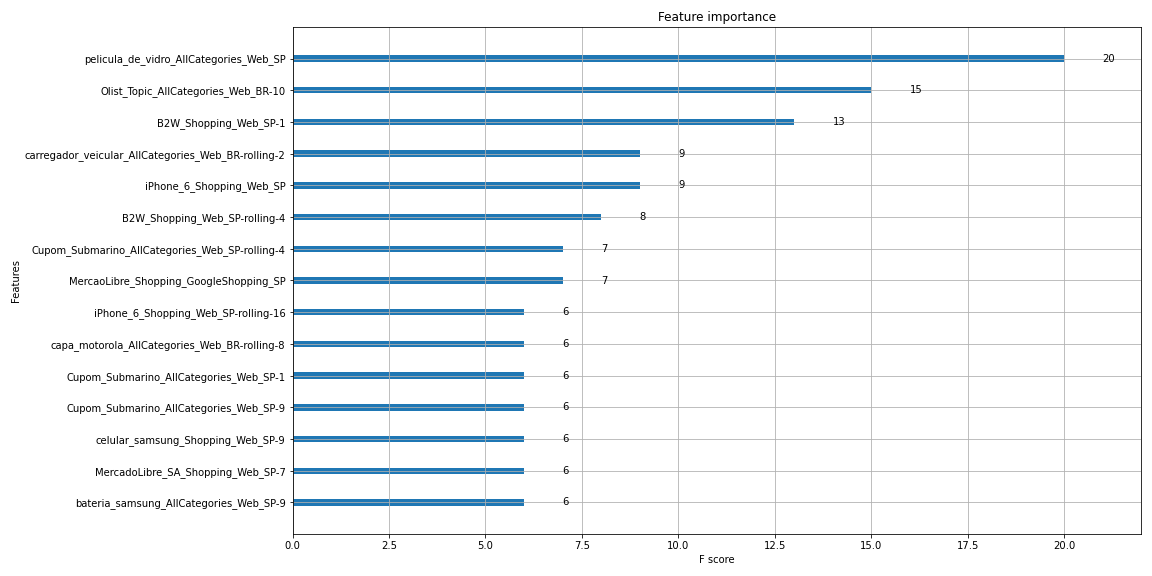 Feature importance
Features
pelicula_de_vidro_AllCategories_Web_SP 20
Olist_Topic_AllCategories_Web_BR-10 15
B2W_Shopping_Web_SP-1 13
carregador_veicular_AllCategories_Web_BR-rolling-2 9
iPhone_6_Shopping_Web_SP 9
B2W_Shopping_Web_SP-rolling-4 8
Cupom_Submarino_AllCategories_Web_SP-rolling-4 7
MercaoLibre_Shopping_GoogleShopping_SP 7
iPhone_6_Shopping_Web_SP-rolling-16 6
capa_motorola_AllCategories_Web_BR-rolling-8 6
Cupom_Submarino_AllCategories_Web_SP-1 6
Cupom_Submarino_AllCategories_Web_SP-9 6
celular_samsung_Shopping_Web_SP-9 6
MercadoLibre_SA_Shopping_Web_SP-7 6
bateria_samsung_AllCategories_Web_SP-9 6
0.0 2.5 5.0 7.5 10.0 12.5 15.0 17.5 20.0
F score